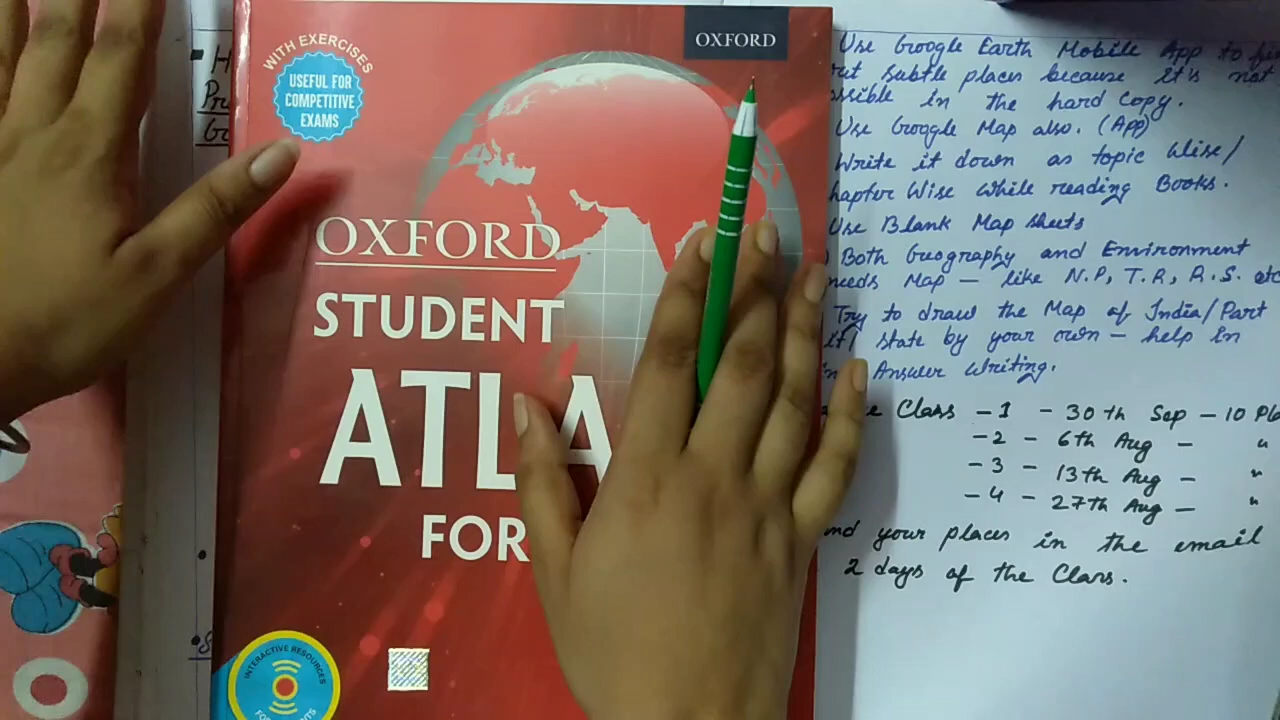 WITH EXERCISES
USEFUL FOR
COMPETITIVE
EXAMS
OXFORD
OXFORD
STUDENT
ATLA
FOR
INTERACTIVE RESOURCES
Use Google Earth Mobile App to
subtle places because it is not
in the hard copy.
Use Google Map also. (App)
Write it down as topic Wise/
Wise While reading Books.
Use Blank Map sheets
Both Geography and Environment
needs Map – like N.P, T.R, R.S. etc
Try to draw the Map of India/Part
state by your own – help in
Answer Writing.
Class – 1 – 30th Sep – 10
– 2 – 6th Aug – "
– 3 – 13th Aug – "
– 4 – 27th Aug – "
your places in the email
2 days of the Class.